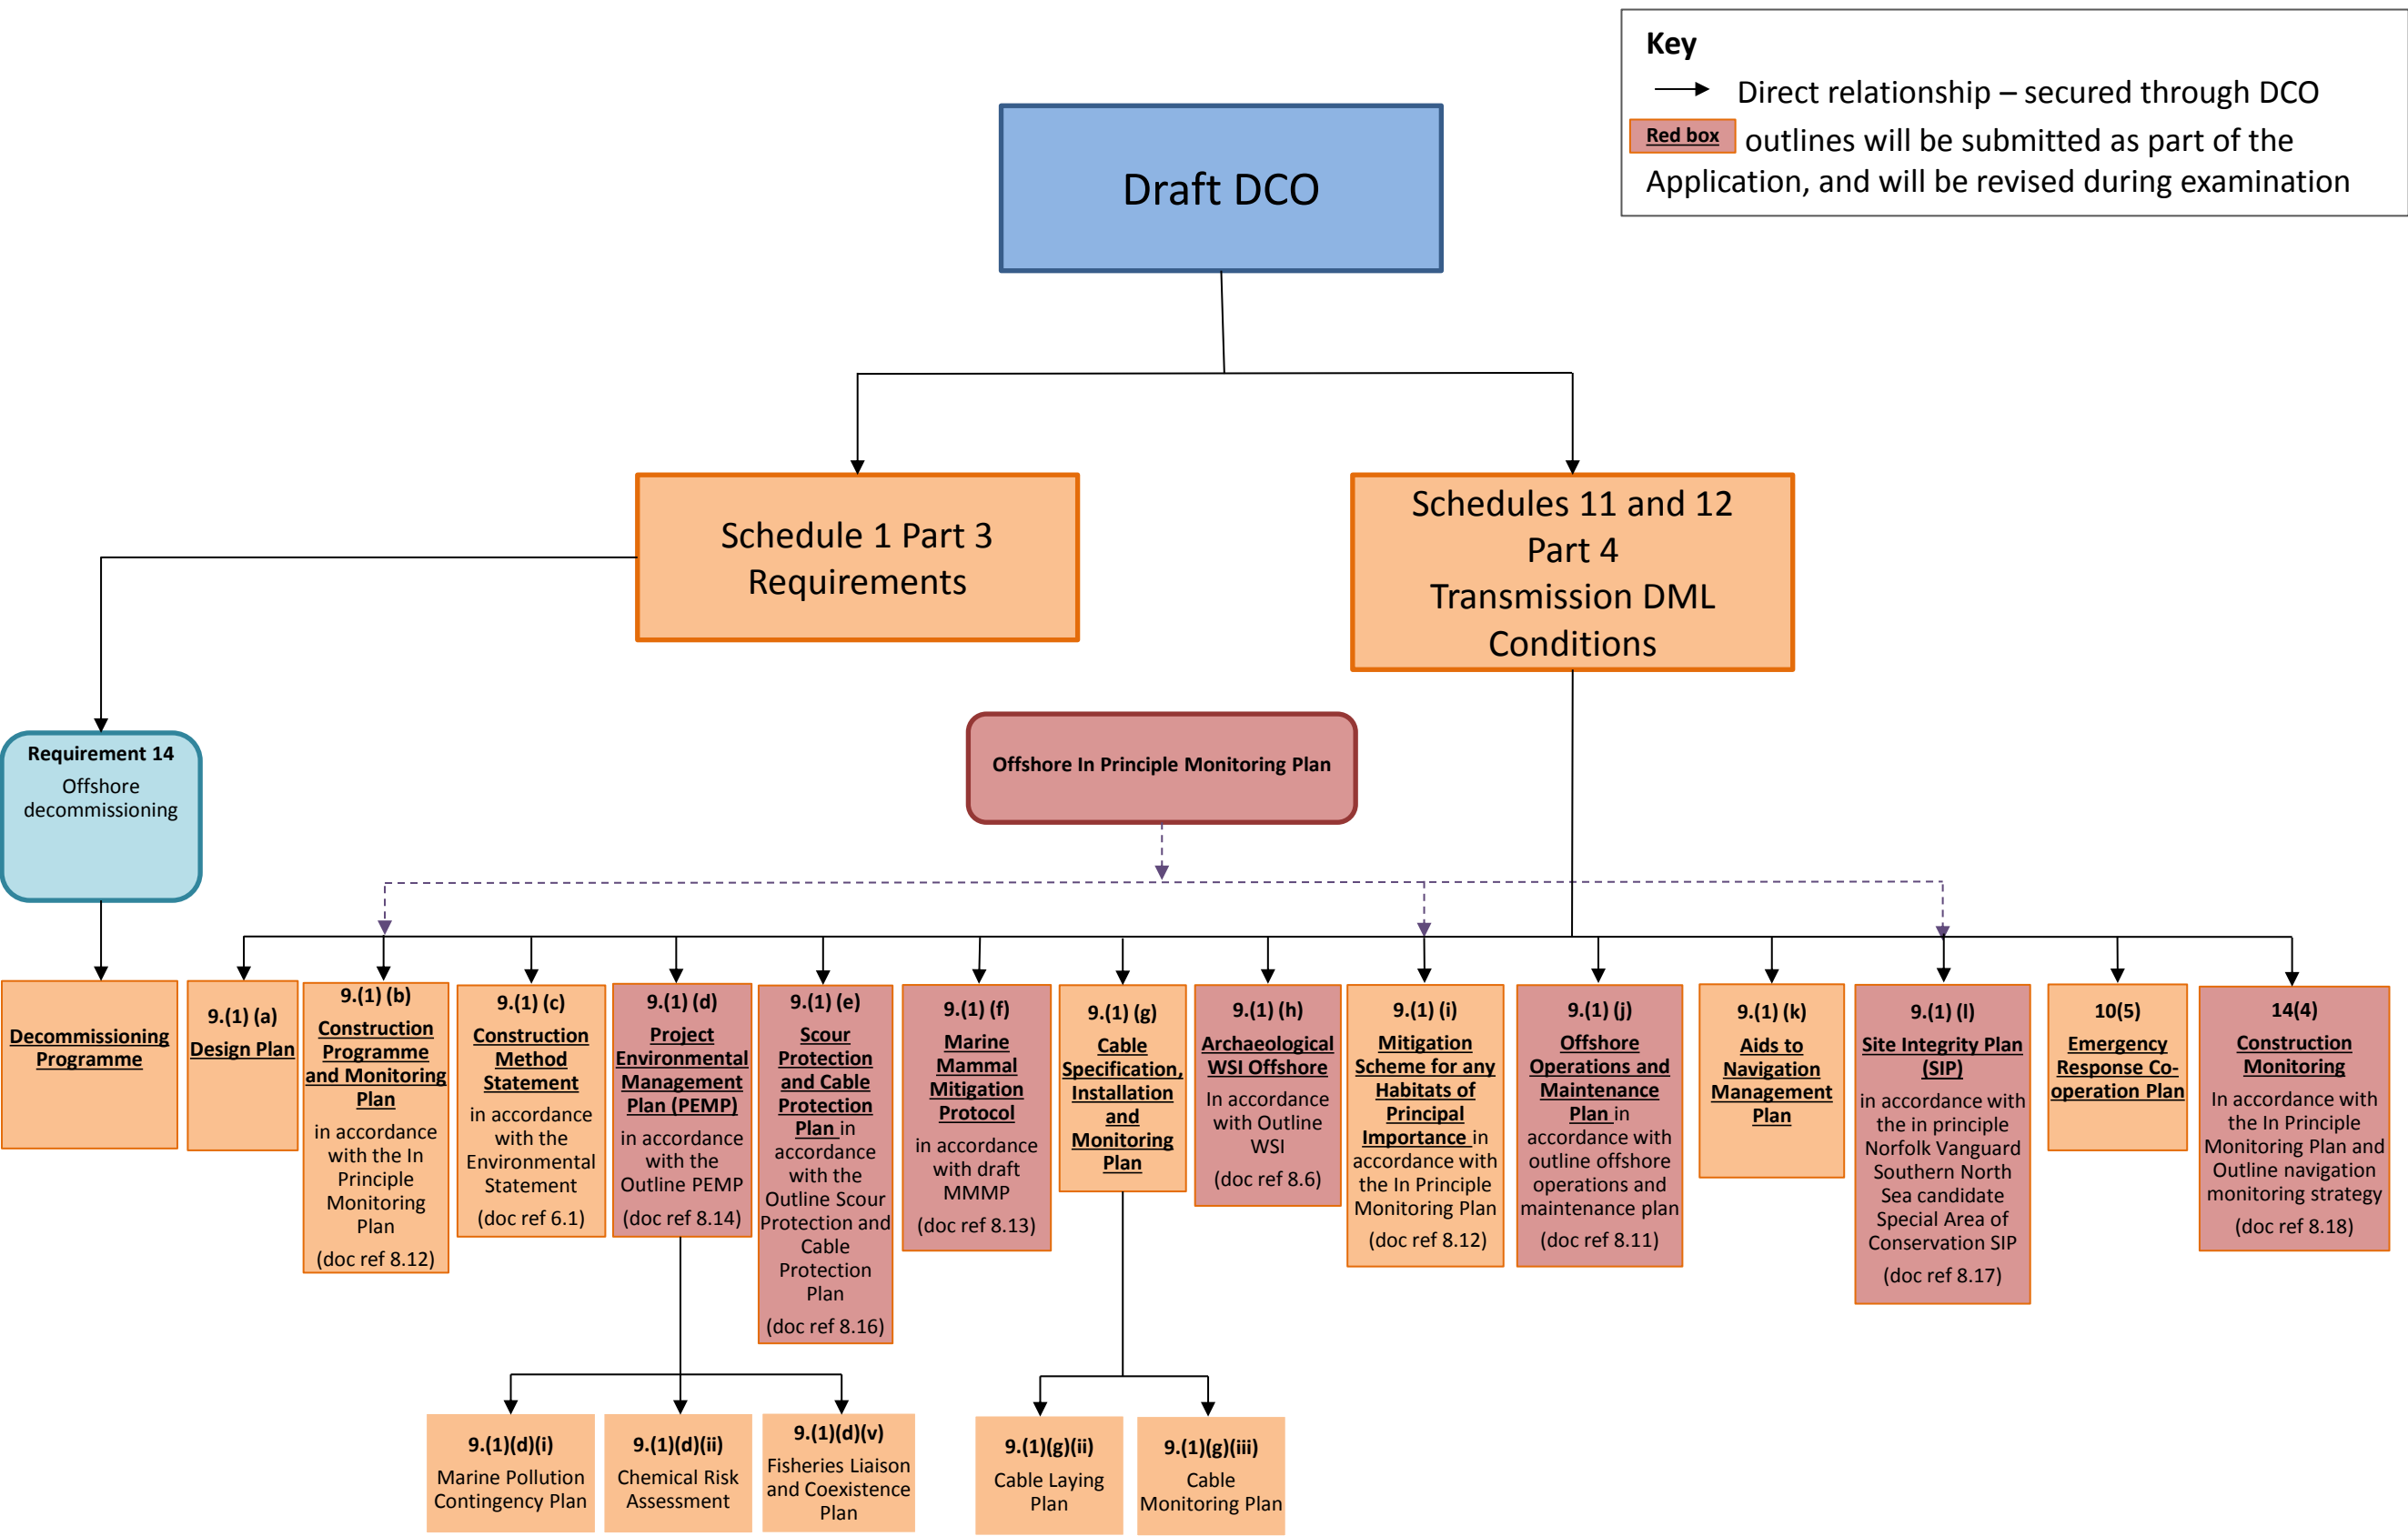 Key
Direct relationship – secured through DCO
Red box outlines will be submitted as part of the
Application, and will be revised during examination
Draft DCO
Schedule 1 Part 3
Requirements
Schedules 11 and 12
Part 4
Transmission DML
Conditions
Requirement 14
Offshore
decommissioning
Offshore In Principle Monitoring Plan
Decommissioning
Programme
9.(1) (a)
Design Plan
9.(1) (b)
Construction
Programme
and Monitoring
Plan
in accordance
with the In
Principle
Monitoring
Plan
(doc ref 8.12)
9.(1) (c)
Construction
Method
Statement
in accordance
with the
Environmental
Statement
(doc ref 6.1)
9.(1) (d)
Project
Environmental
Management
Plan (PEMP)
in accordance
with the
Outline PEMP
(doc ref 8.14)
9.(1) (e)
Scour
Protection
and Cable
Protection
Plan in
accordance
with the
Outline Scour
Protection and
Cable
Protection
Plan
(doc ref 8.16)
9.(1) (f)
Marine
Mammal
Mitigation
Protocol
in accordance
with draft
MMMP
(doc ref 8.13)
9.(1) (g)
Cable
Specification,
Installation
and
Monitoring
Plan
9.(1) (h)
Archaeological
WSI Offshore
In accordance
with Outline
WSI
(doc ref 8.6)
9.(1) (i)
Mitigation
Scheme for any
Habitats of
Principal
Importance in
accordance with
the In Principle
Monitoring Plan
(doc ref 8.12)
9.(1) (j)
Offshore
Operations and
Maintenance
Plan in
accordance with
outline offshore
operations and
maintenance plan
(doc ref 8.11)
9.(1) (k)
Aids to
Navigation
Management
Plan
9.(1) (l)
Site Integrity Plan
(SIP)
in accordance with
the in principle
Norfolk Vanguard
Southern North
Sea candidate
Special Area of
Conservation SIP
(doc ref 8.17)
10(5)
Emergency
Response Co-
operation Plan
14(4)
Construction
Monitoring
In accordance with
the In Principle
Monitoring Plan and
Outline navigation
monitoring strategy
(doc ref 8.18)
9.(1)(d)(i)
Marine Pollution
Contingency Plan
9.(1)(d)(ii)
Chemical Risk
Assessment
9.(1)(d)(v)
Fisheries Liaison
and Coexistence
Plan
9.(1)(g)(ii)
Cable Laying
Plan
9.(1)(g)(iii)
Cable
Monitoring Plan